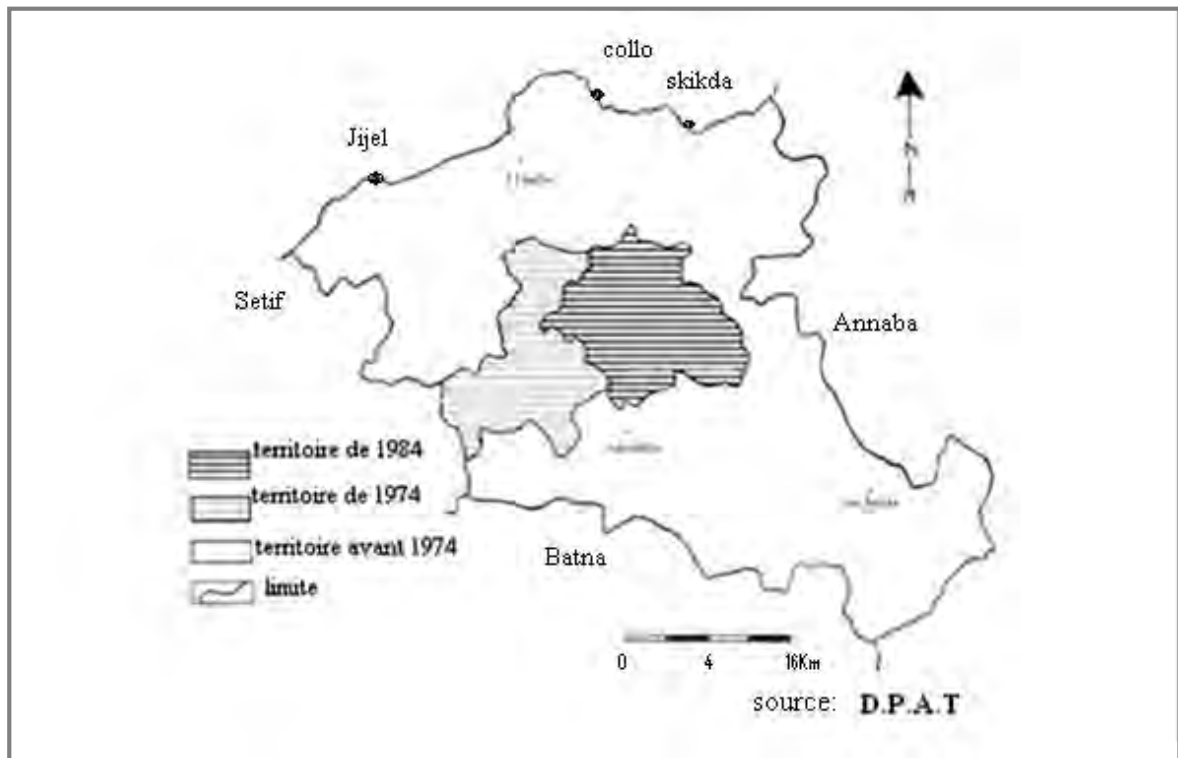 collo
skikda
Jijel
Setif
Annaba
territoire de 1984
territoire de 1974
territoire avant 1974
limite
Batna
0 4 16Km
source: D.P.A.T